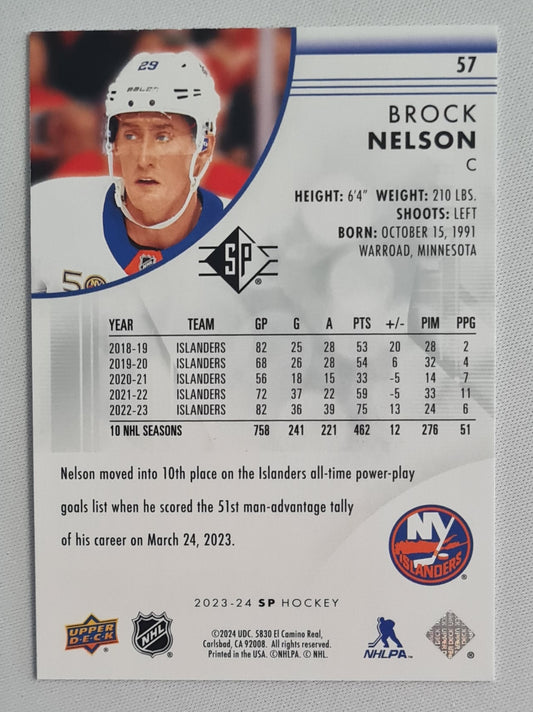 57
29
BAUER
BROCK
NELSON
C
HEIGHT: 6'4" WEIGHT: 210 LBS.
SHOOTS: LEFT
BORN: OCTOBER 15, 1991
WARROAD, MINNESOTA
50
SP®
YEAR TEAM GP G A PTS +/- PIM PPG
2018-19 ISLANDERS 82 25 28 53 20 28 2
2019-20 ISLANDERS 68 26 28 54 6 32 4
2020-21 ISLANDERS 56 18 15 33 -5 14 7
2021-22 ISLANDERS 72 37 22 59 -5 33 11
2022-23 ISLANDERS 82 36 39 75 13 24 6
10 NHL SEASONS 758 241 221 462 12 276 51
Nelson moved into 10th place on the Islanders all-time power-play
goals list when he scored the 51st man-advantage tally
of his career on March 24, 2023.
NY
ISLANDERS
®
2023-24 SP HOCKEY
UPPER
DECK
®
NHL
®
©2024 UDC. 5830 El Camino Real,
Carlsbad, CA 92008. All rights reserved.
Printed in the USA. ©NHLPA. © NHL.
NHLPA™
®